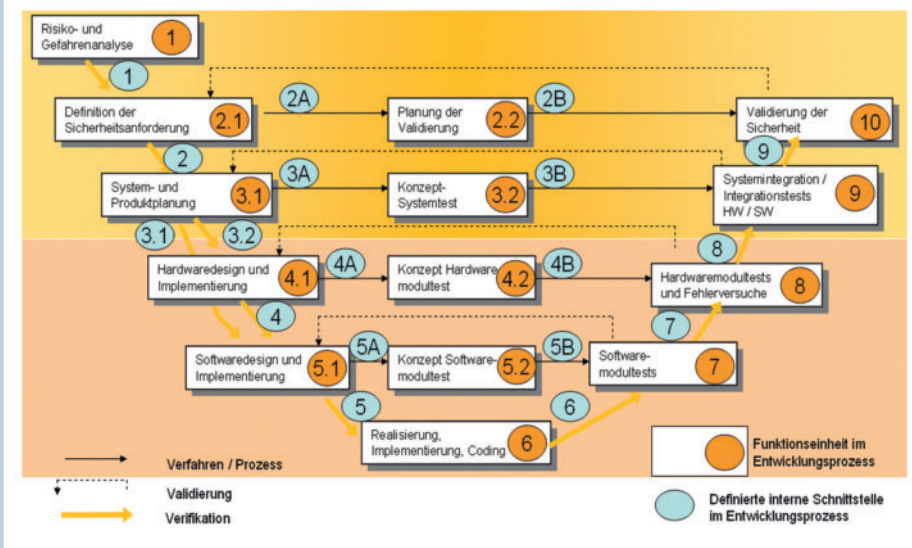 Risiko- und
Gefahrenanalyse
1
1
Definition der
Sicherheitsanforderung
2.1
2A
Planung der
Validierung
2.2
2B
Validierung der
Sicherheit
10
2
9
System- und
Produktplanung
3.1
3A
Konzept-
Systemtest
3.2
3B
Systemintegration /
Integrationstests
HW / SW
9
3.1
3.2
8
Hardwaredesign und
Implementierung
4.1
4A
Konzept Hardware
modultest
4.2
4B
Hardwaremodultests
und Fehlerversuche
8
4
7
Softwaredesign und
Implementierung
5.1
5A
Konzept Software-
modultest
5.2
5B
Software-
modultests
7
5
6
Realisierung,
Implementierung, Coding
6
Verfahren / Prozess
Validierung
Verifikation
Funktionseinheit im
Entwicklungsprozess
Definierte interne Schnittstelle
im Entwicklungsprozess